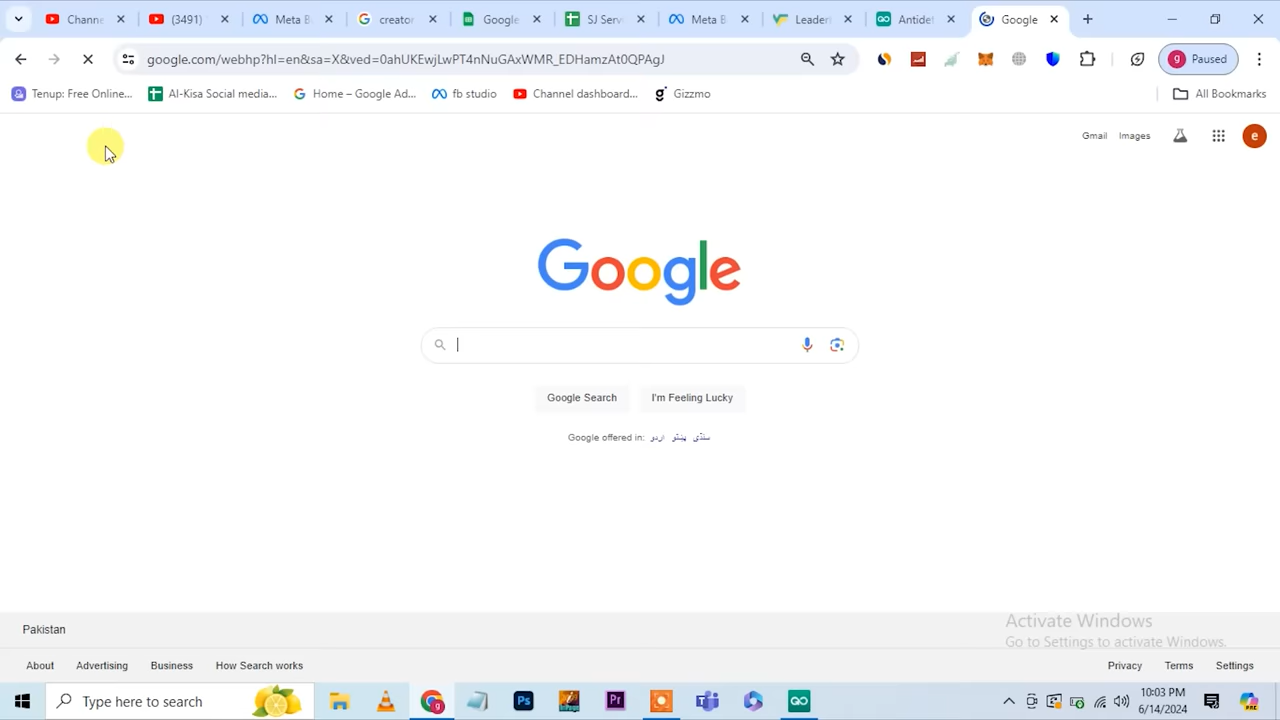 Channe
(3491)
Meta B
creator
Google
SJ Serv
Meta B
Leader
Antidet
Google
google.com/webhp?hl=en&sa=X&ved=0ahUKEwjLwPT4nNuGAxWMR_EDHamzAt0QPAgJ
g Paused
Tenup: Free Online...
Al-Kisa Social media...
Home – Google Ad...
fb studio
Channel dashboard...
Gizzmo
All Bookmarks
Gmail Images
e
Google
Google Search
I'm Feeling Lucky
Google offered in: اردو پښتو سنڌي
Activate Windows
Go to Settings to activate Windows.
Pakistan
About Advertising Business How Search works
Privacy Terms Settings
Type here to search
Ps
Pr
10:03 PM
6/14/2024